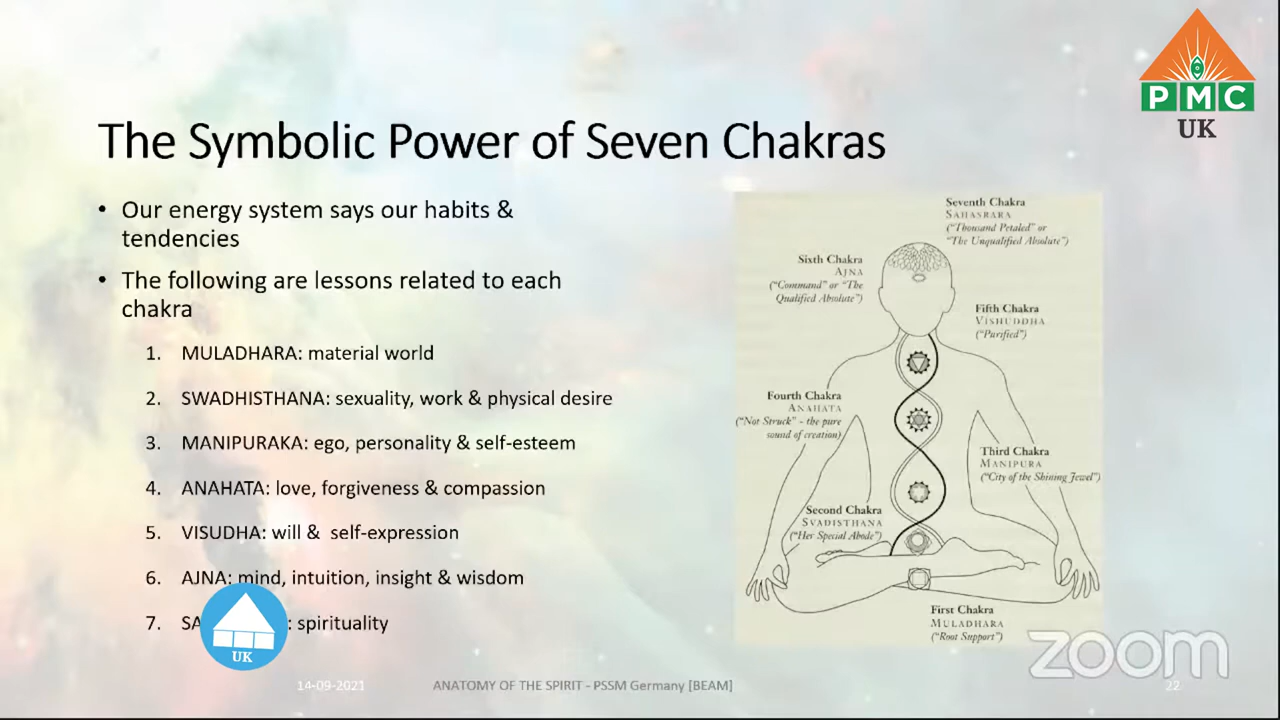 PMC
UK
The Symbolic Power of Seven Chakras
• Our energy system says our habits &
tendencies
• The following are lessons related to each
chakra
1. MULADHARA: material world
2. SWADHISTHANA: sexuality, work & physical desire
3. MANIPURAKA: ego, personality & self-esteem
4. ANAHATA: love, forgiveness & compassion
5. VISUDHA: will & self-expression
6. AJNA: mind, intuition, insight & wisdom
7. : spirituality
UK
Seventh Chakra
SAHASRARA
("Thousand Petaled" or
"The Unqualified Absolute")
Sixth Chakra
AJNA
("Command" or "The
Qualified Absolute")
Fifth Chakra
VISHUDDHA
("Purified")
Fourth Chakra
ANAHATA
("Not Struck" - the pure
sound of creation)
Third Chakra
MANIPURA
("City of the Shining Jewel")
Second Chakra
SVADISTHANA
("Her Special Abode")
First Chakra
MULADHARA
("Root Support")
zoom
14-09-2021
ANATOMY OF THE SPIRIT - PSSM Germany [BEAM]
22